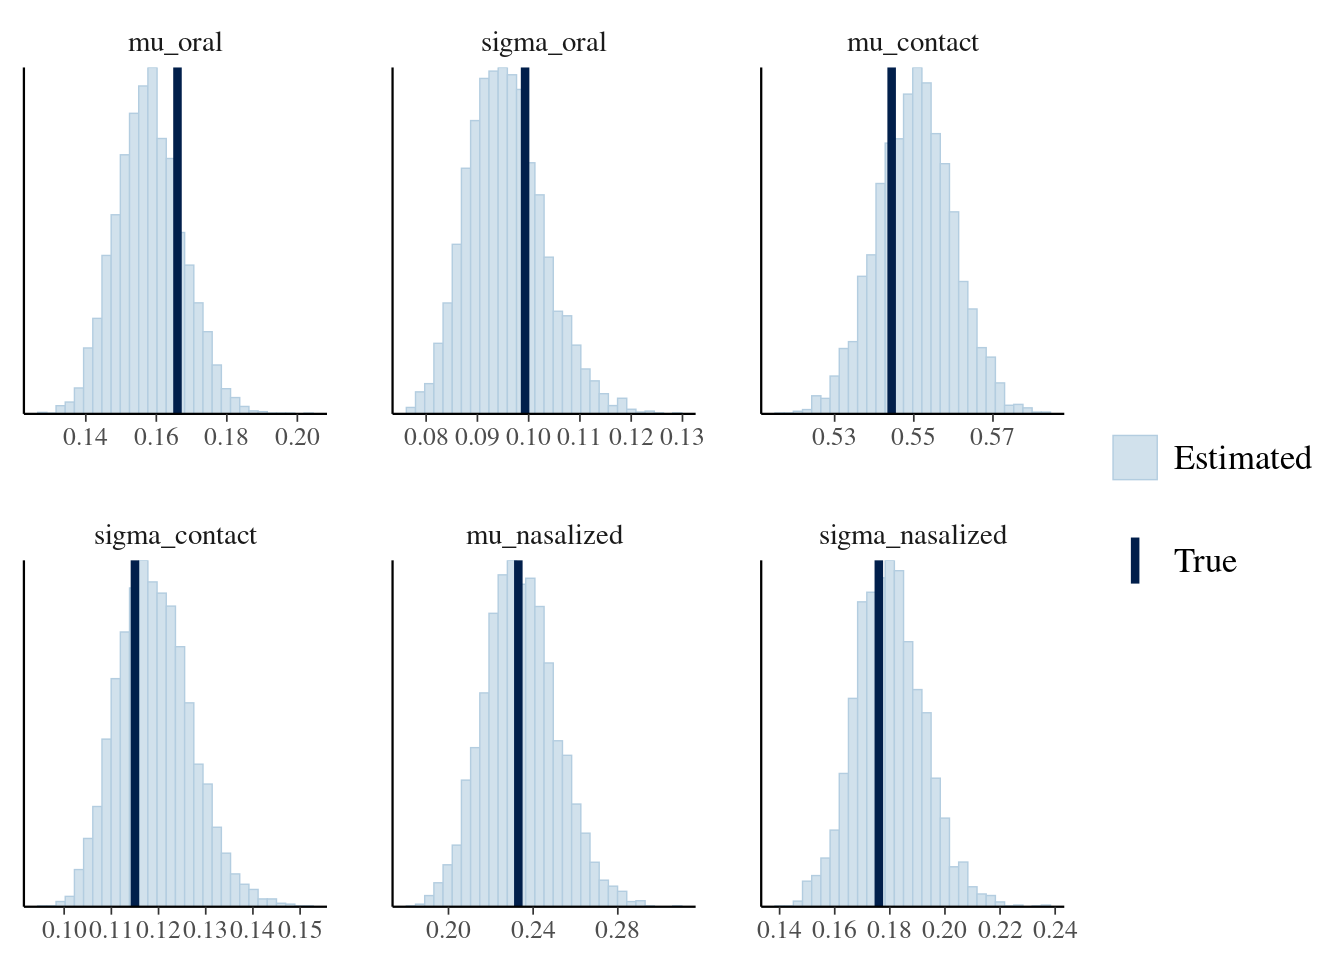 mu_oral
sigma_oral
mu_contact
0.14 0.16 0.18 0.20
0.08 0.09 0.10 0.11 0.12 0.13
0.53 0.55 0.57
Estimated
sigma_contact
mu_nasalized
sigma_nasalized
True
0.100 0.11 0.12 0.13 0.14 0.15
0.20 0.24 0.28
0.14 0.16 0.18 0.20 0.22 0.24